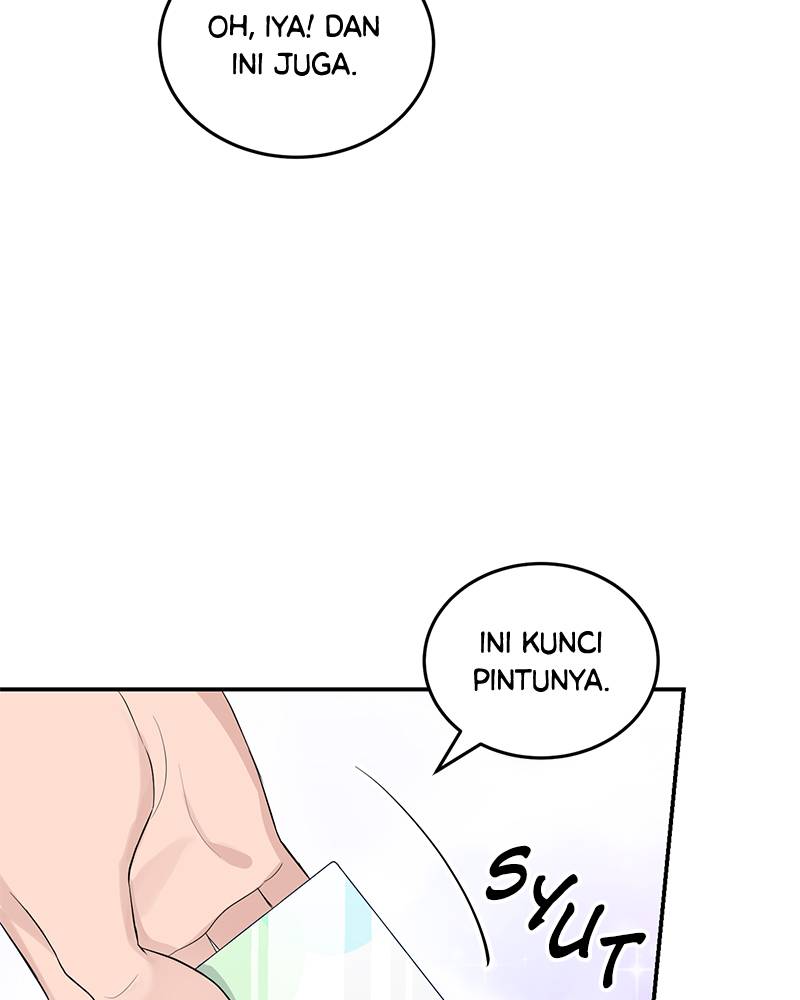 OH, IYA! DAN
INI JUGA.
INI KUNCI
PINTUNYA.
SYUT